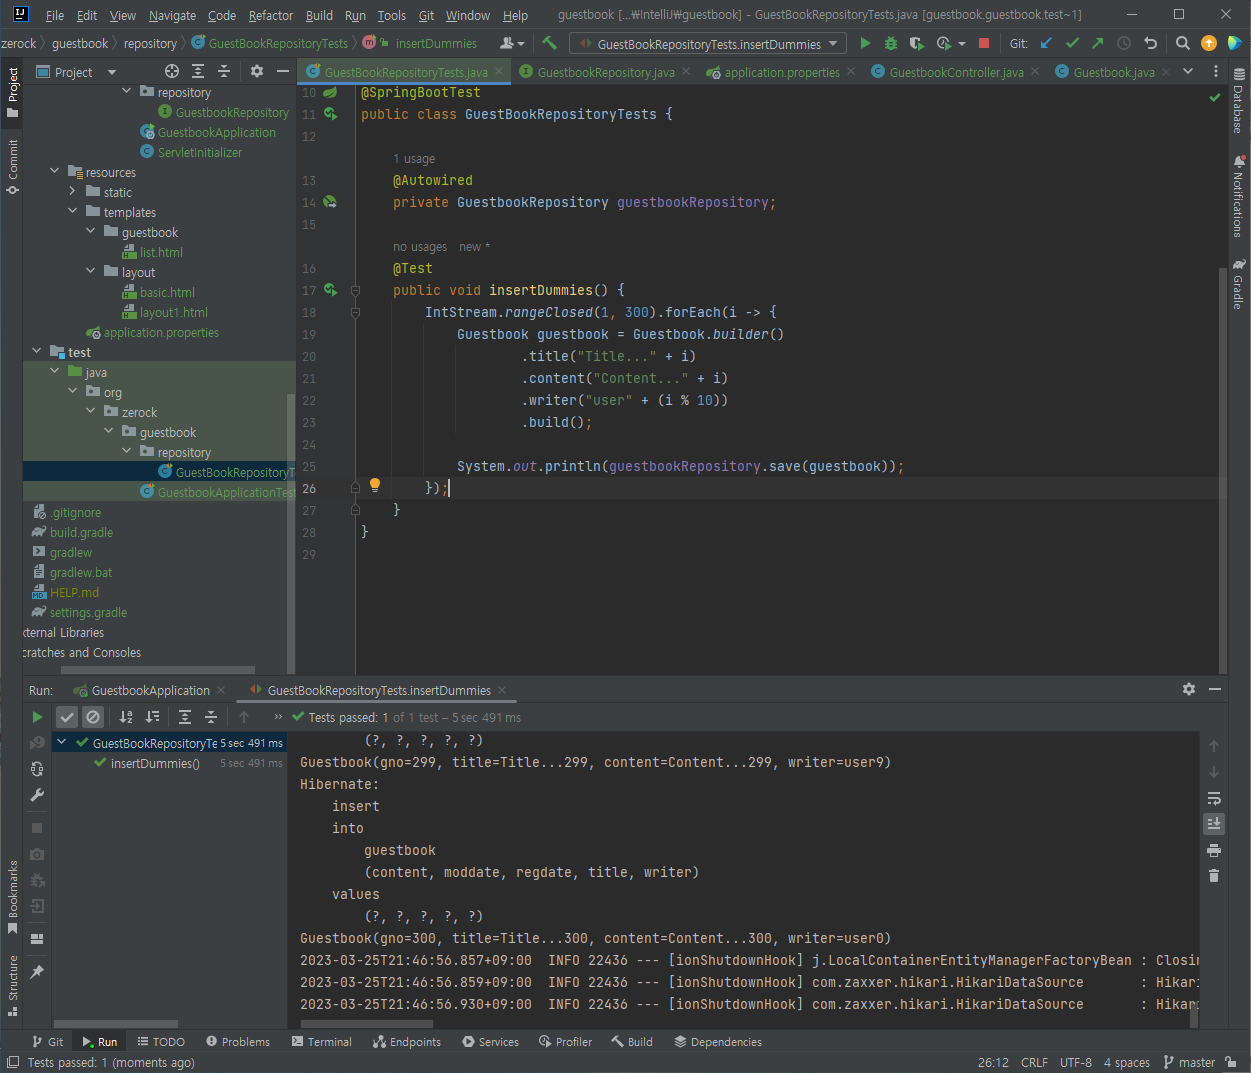 File Edit View Navigate Code Refactor Build Run Tools Git Window Help guestbook [...₩IntelliJ₩guestbook] - GuestBookRepositoryTests.java [guestbook.guestbook.test~1]
zerock guestbook repository GuestBookRepositoryTests insertDummies GuestBookRepositoryTests.insertDummies Git:
Project GuestBookRepositoryTests.java GuestbookRepository.java application.properties GuestbookController.java Guestbook.java
Project
Commit
Bookmarks
Structure
repository
GuestbookRepository
GuestbookApplication
ServletInitializer
resources
static
templates
guestbook
list.html
layout
basic.html
layout1.html
application.properties
test
java
org
zerock
guestbook
repository
GuestBookRepositoryT
GuestbookApplicationTest
.gitignore
build.gradle
gradlew
gradlew.bat
HELP.md
settings.gradle
xternal Libraries
cratches and Consoles
10 @SpringBootTest
11 public class GuestBookRepositoryTests {
12
1 usage
13 @Autowired
14 private GuestbookRepository guestbookRepository;
15
no usages new *
16 @Test
17 public void insertDummies() {
18 IntStream.rangeClosed(1, 300).forEach(i -> {
19 Guestbook guestbook = Guestbook.builder()
20 .title("Title..." + i)
21 .content("Content..." + i)
22 .writer("user" + (i % 10))
23 .build();
24
25 System.out.println(guestbookRepository.save(guestbook));
26 });
27 }
28 }
29
Database
Notifications
Gradle
Run: GuestbookApplication GuestBookRepositoryTests.insertDummies
Tests passed: 1 of 1 test – 5 sec 491 ms
GuestBookRepositoryTe 5 sec 491 ms
insertDummies() 5 sec 491 ms
(?, ?, ?, ?, ?)
Guestbook(gno=299, title=Title...299, content=Content...299, writer=user9)
Hibernate:
insert
into
guestbook
(content, moddate, regdate, title, writer)
values
(?, ?, ?, ?, ?)
Guestbook(gno=300, title=Title...300, content=Content...300, writer=user0)
2023-03-25T21:46:56.857+09:00 INFO 22436 --- [ionShutdownHook] j.LocalContainerEntityManagerFactoryBean : Closin
2023-03-25T21:46:56.859+09:00 INFO 22436 --- [ionShutdownHook] com.zaxxer.hikari.HikariDataSource : Hikar
2023-03-25T21:46:56.930+09:00 INFO 22436 --- [ionShutdownHook] com.zaxxer.hikari.HikariDataSource : Hikar
Git Run TODO Problems Terminal Endpoints Services Profiler Build Dependencies
Tests passed: 1 (moments ago) 26:12 CRLF UTF-8 4 spaces master